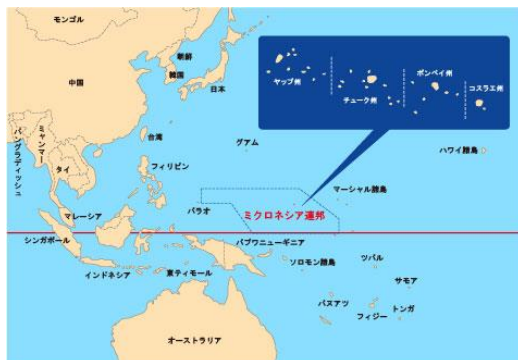 モンゴル
朝鮮
韓国
中国
日本
ヤップ州
チューク州
ポンペイ州
コスラエ州
バングラディッシュ
ミャンマー
台湾
グアム
ハワイ諸島
タイ
フィリピン
マーシャル諸島
パラオ
ミクロネシア連邦
マレーシア
シンガポール
パプワニューギニア
インドネシア
東ティモール
ソロモン諸島
ツバル
サモア
バヌアツ
フィジー
トンガ
オーストラリア